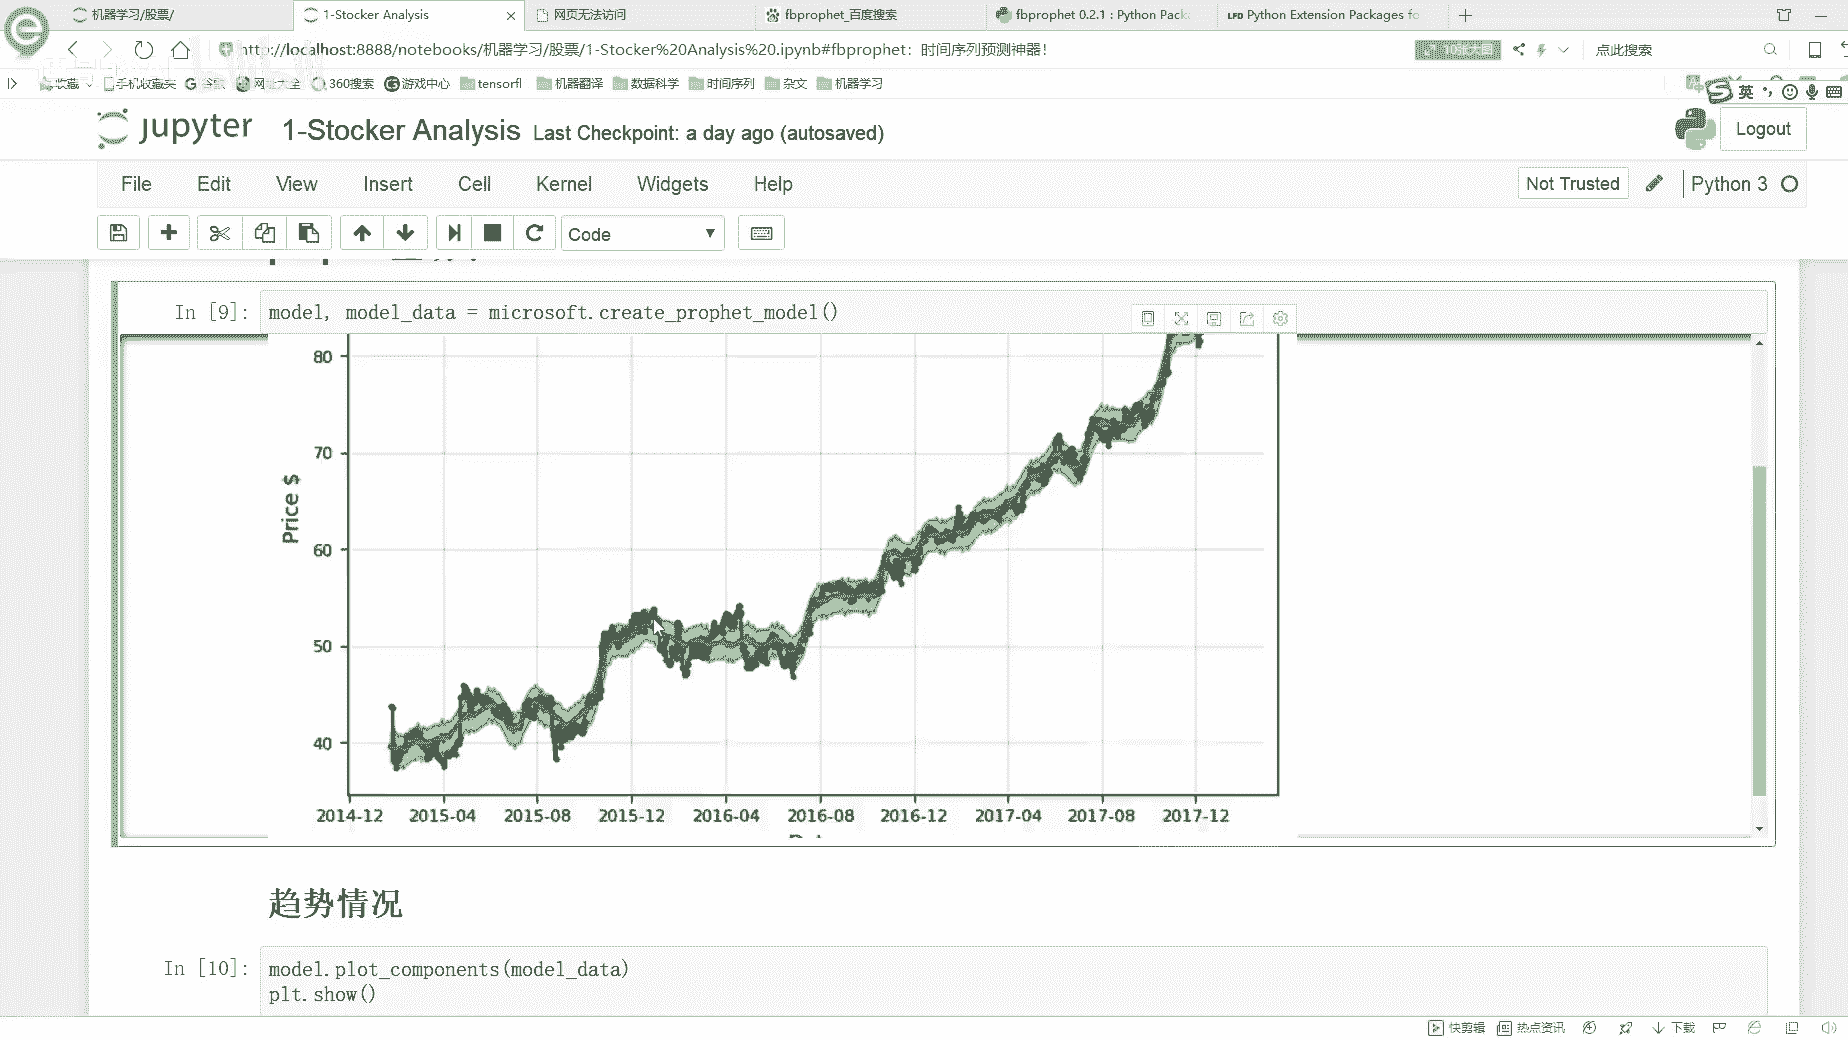 机器学习/股票/
1-Stocker Analysis
网页无法访问
fbprophet_百度搜索
fbprophet 0.2.1 : Python Pack
Python Extension Packages fo
http://localhost:8888/notebooks/机器学习/股票/1-Stocker%20Analysis%20.ipynb#fbprophet：时间序列预测神器!
点此搜索
收藏
手机收藏夹
谷歌
网址大全
360搜索
游戏中心
tensorfl
机器翻译
数据科学
时间序列
杂文
机器学习
英
jupyter
1-Stocker Analysis
Last Checkpoint: a day ago (autosaved)
Logout
File
Edit
View
Insert
Cell
Kernel
Widgets
Help
Not Trusted
Python 3
Code
In [9]:
model, model_data = microsoft.create_prophet_model()
80
70
60
50
40
Price $
2014-12
2015-04
2015-08
2015-12
2016-04
2016-08
2016-12
2017-04
2017-08
2017-12
趋势情况
In [10]:
model.plot_components(model_data)
plt.show()
快剪辑
热点资讯
下载